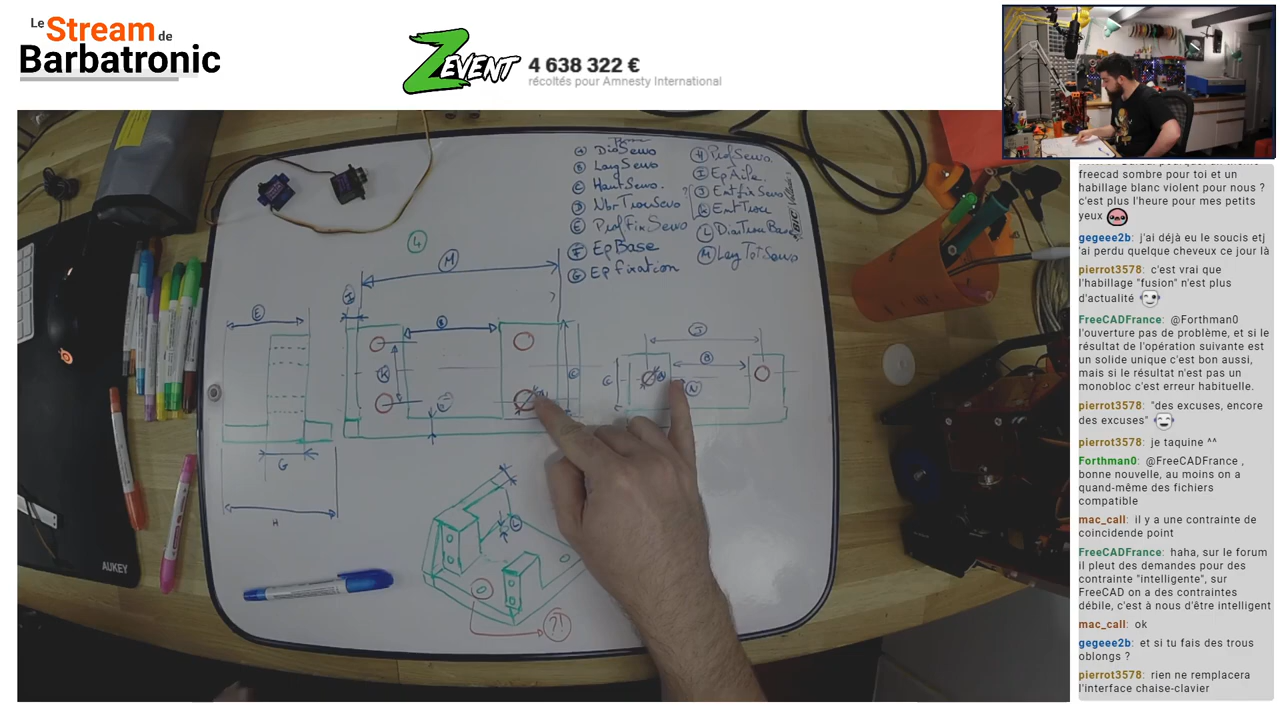 Le
Stream de
Barbatronic
ZEVENT
4 638 322 €
récoltés pour Amnesty International
A DiaServo
B LargServo
C HautServo.
D NbrTrouServo
E ProfFixServo
F EpBase
G Epfixation
H ProfServo
I EpAile.
J EntfixServo
K EntTrou
L DiaTrouBase
M LargTotServo
?
4
M
I
E
B
K
C
F
G
H
J
B
C
A
N
L
?!
AUKEY
BIC
freecad sombre pour toi et un
habillage blanc violent pour nous ?
c'est plus l'heure pour mes petits
yeux
gegeee2b: j'ai déjà eu le soucis etj
'ai perdu quelque cheveux ce jour là
pierrot3578: c'est vrai que
l'habillage "fusion" n'est plus
d'actualité
FreeCADFrance: @Forthman0
l'ouverture pas de problème, et si le
résultat de l'opération suivante est
un solide unique c'est bon aussi,
mais si le résultat n'est pas un
monobloc c'est erreur habituelle.
pierrot3578: "des excuses, encore
des excuses"
pierrot3578: je taquine ^^
Forthman0: @FreeCADFrance ,
bonne nouvelle, au moins on a
quand-même des fichiers
compatible
mac_call: il y a une contrainte de
coincidende point
FreeCADFrance: haha, sur le forum
il pleut des demandes pour des
contrainte "intelligente", sur
FreeCAD on a des contraintes
débile, c'est à nous d'être intelligent
mac_call: ok
gegeee2b: et si tu fais des trous
oblongs ?
pierrot3578: rien ne remplacera
l'interface chaise-clavier